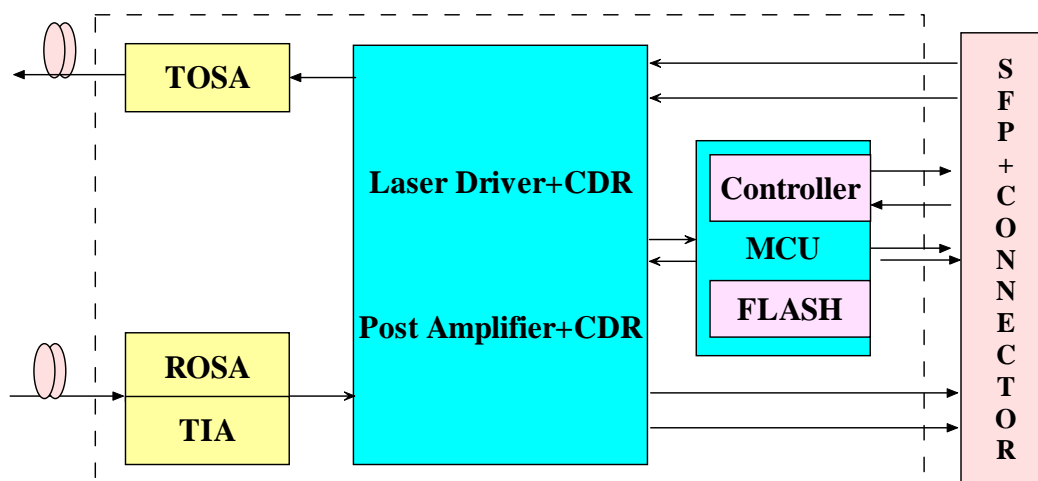 TOSA
Laser Driver+CDR
Post Amplifier+CDR
ROSA
TIA
Controller
MCU
FLASH
S
F
P
+
C
O
N
N
E
C
T
O
R